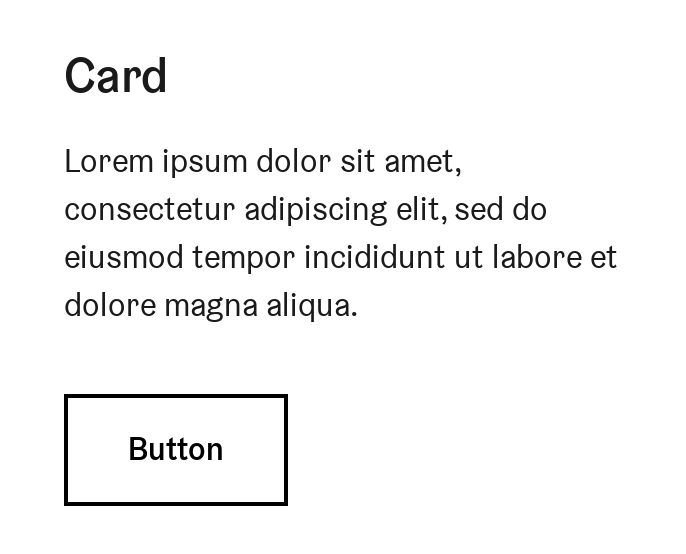 Card
Lorem ipsum dolor sit amet,
consectetur adipiscing elit, sed do
eiusmod tempor incididunt ut labore et
dolore magna aliqua.
Button